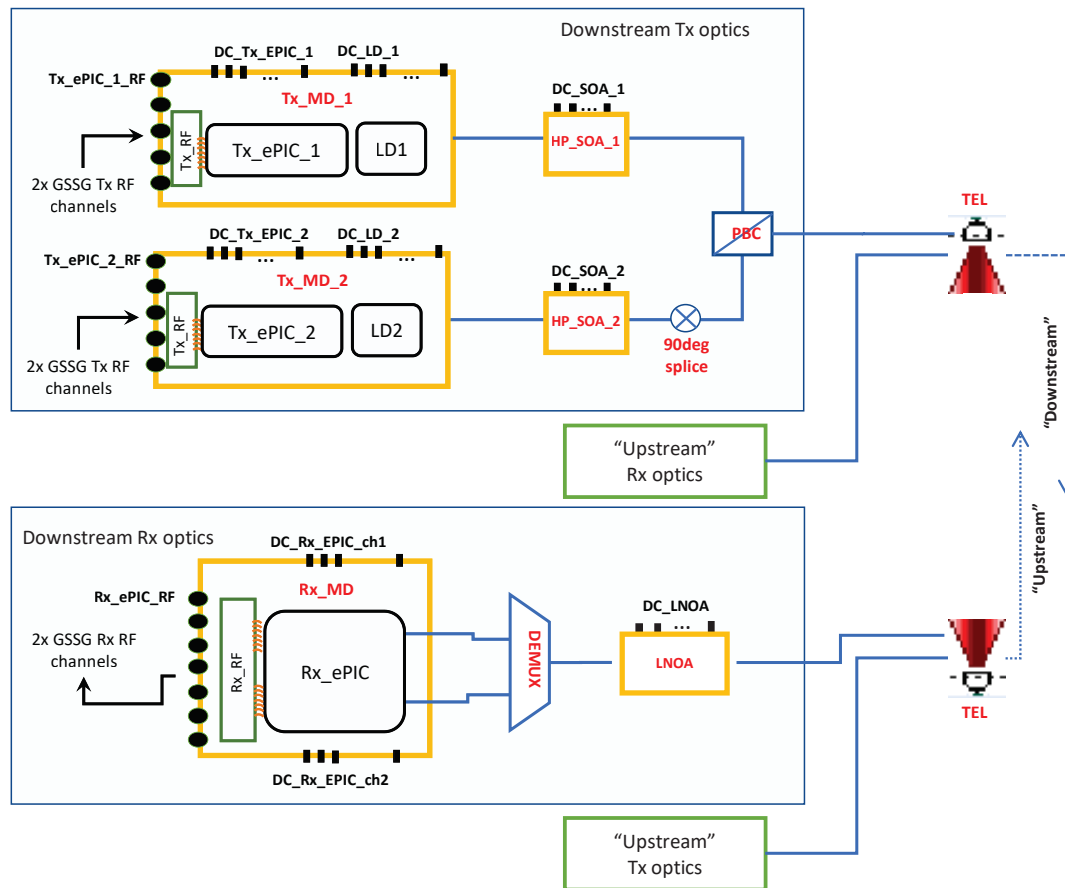 Downstream Tx optics
DC_Tx_EPIC_1
DC_LD_1
...
...
Tx_ePIC_1_RF
Tx_MD_1
DC_SOA_1
...
Tx_RF
Tx_ePIC_1
LD1
HP_SOA_1
2x GSSG Tx RF
channels
TEL
PBC
DC_Tx_EPIC_2
DC_LD_2
...
...
Tx_ePIC_2_RF
Tx_MD_2
DC_SOA_2
...
Tx_RF
Tx_ePIC_2
LD2
HP_SOA_2
90deg
splice
2x GSSG Tx RF
channels
"Downstream"
“Upstream”
Rx optics
"Upstream"
Downstream Rx optics
DC_Rx_EPIC_ch1
Rx_MD
Rx_ePIC_RF
DC_LNOA
...
2x GSSG Rx RF
channels
Rx_RF
Rx_ePIC
DEMUX
LNOA
TEL
DC_Rx_EPIC_ch2
“Upstream”
Tx optics